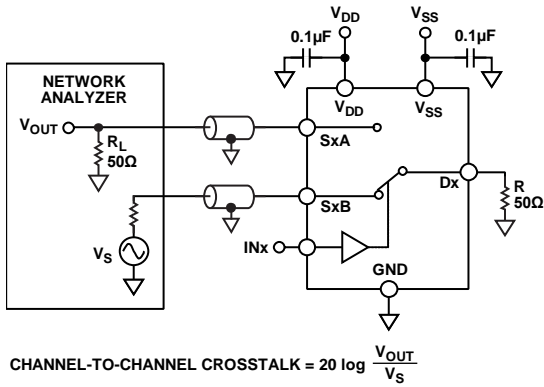 V_DD
V_SS
0.1µF
0.1µF
NETWORK
ANALYZER
V_DD
V_SS
V_OUT
SxA
R_L
50Ω
SxB
Dx
R
50Ω
V_S
INx
GND
CHANNEL-TO-CHANNEL CROSSTALK = 20 log V_OUT / V_S